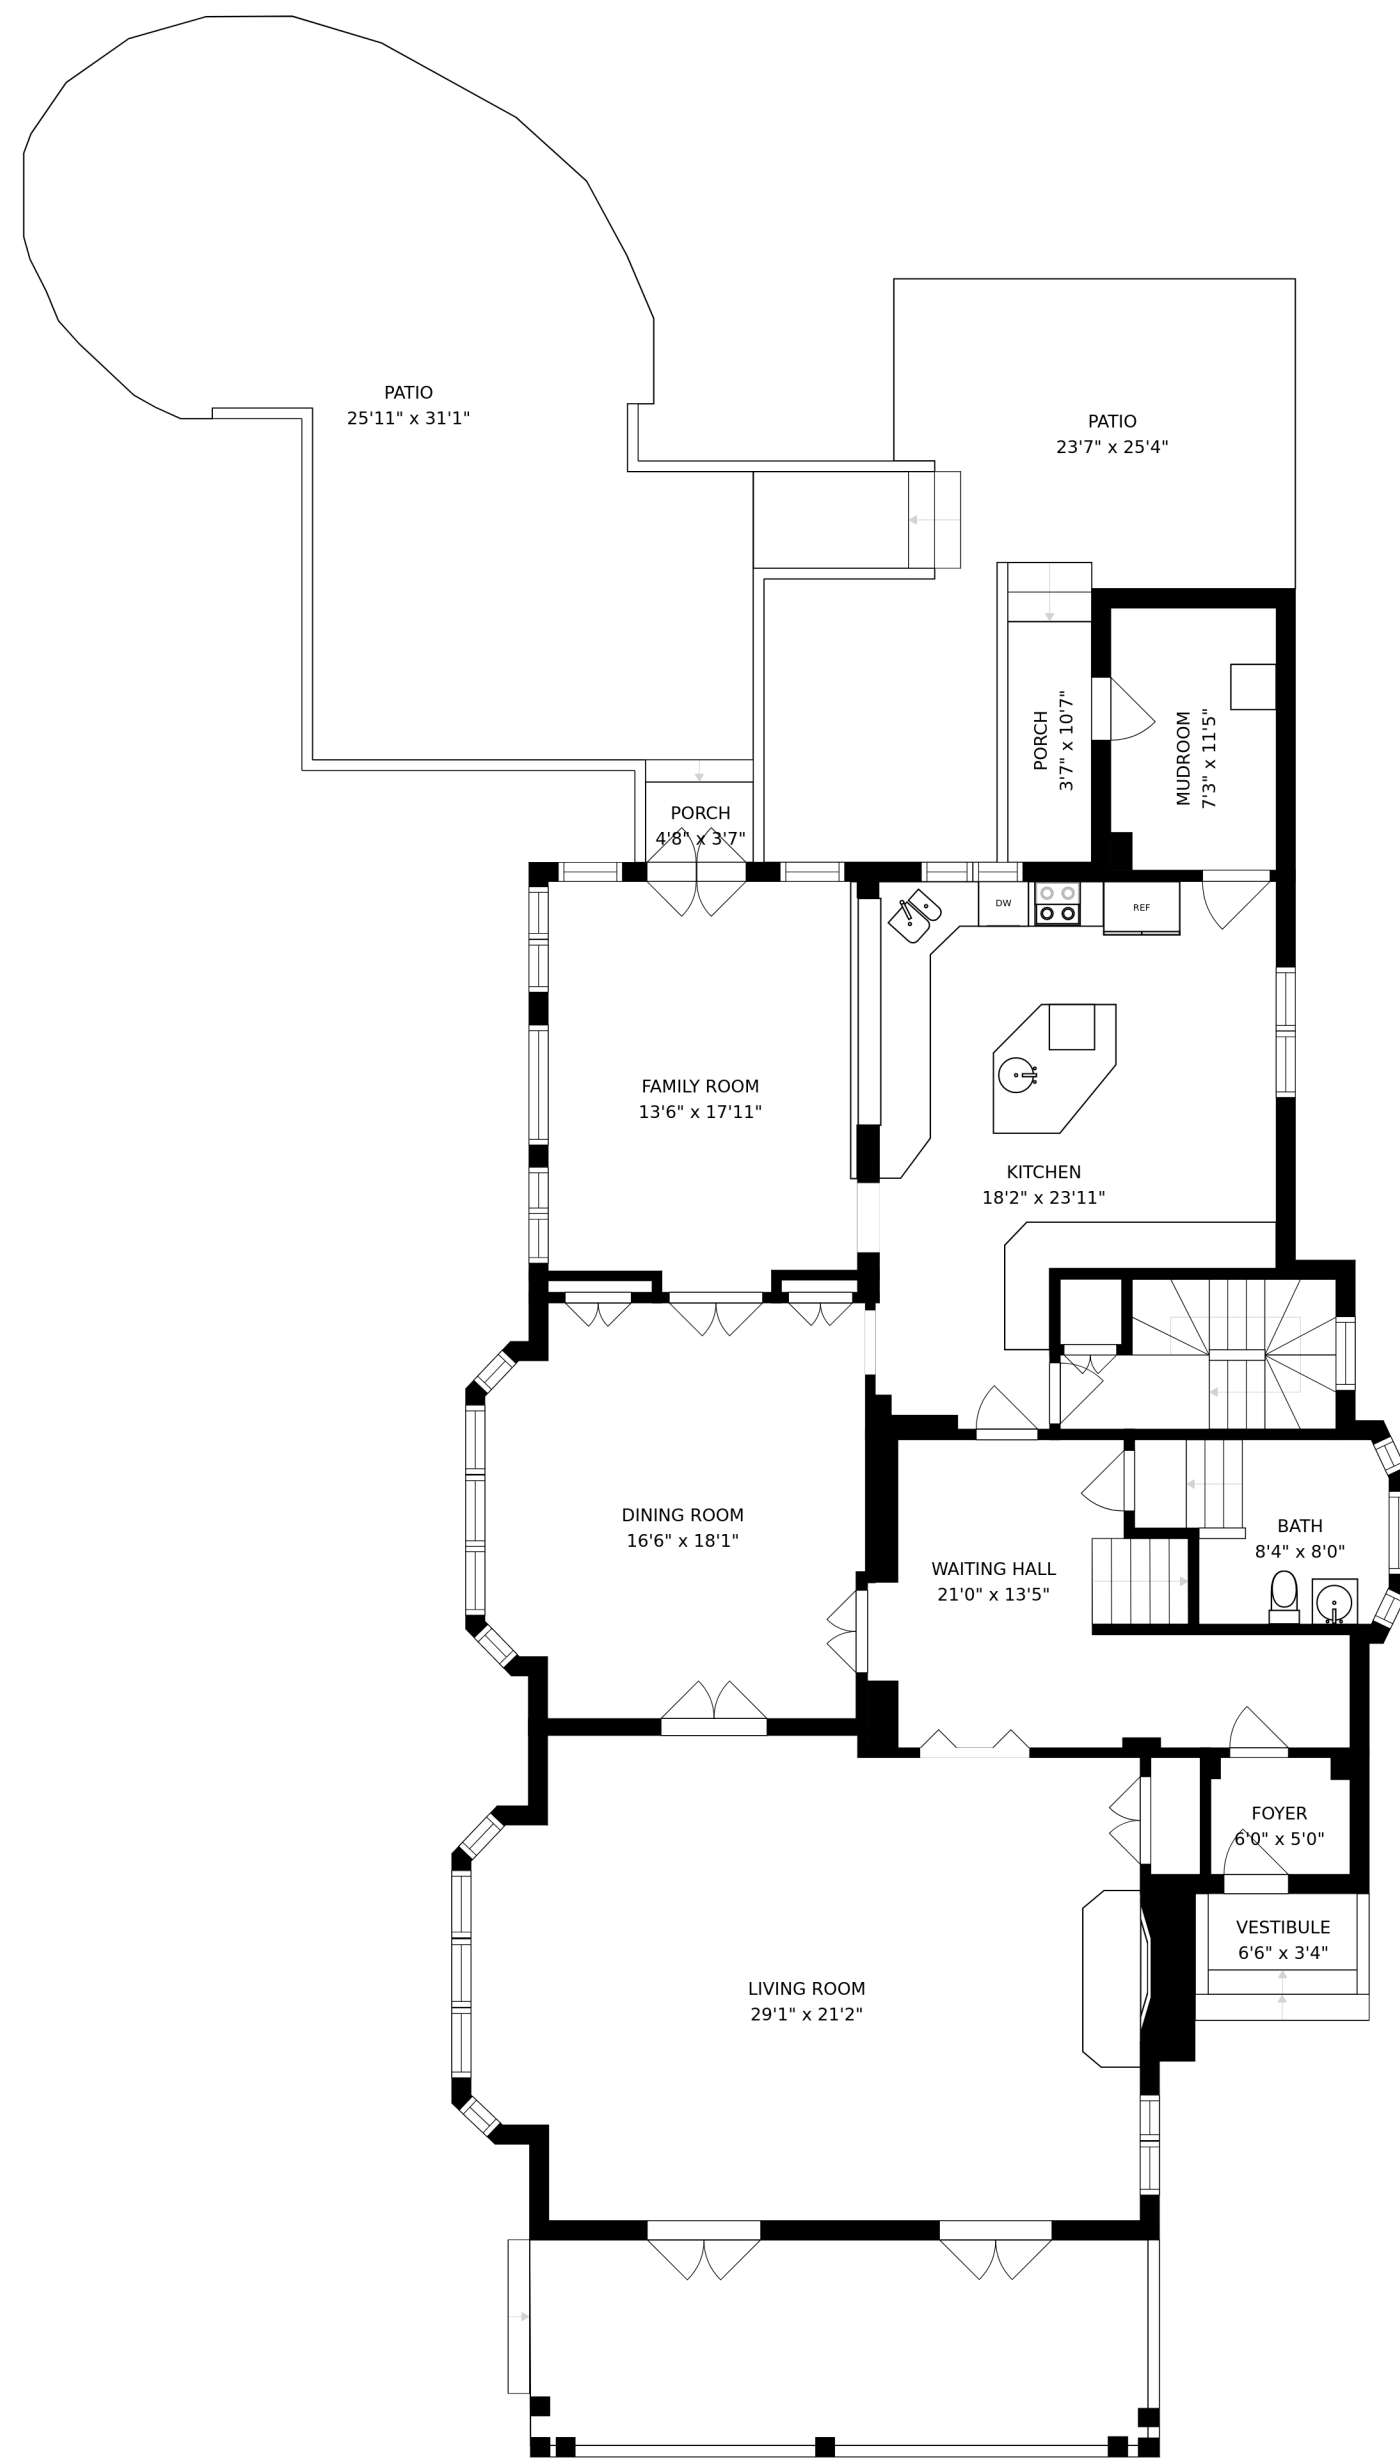 PATIO
25'11" x 31'1"
PATIO
23'7" x 25'4"
PORCH
3'7" x 10'7"
MUDROOM
7'3" x 11'5"
PORCH
4'8" x 3'7"
DW
REF
FAMILY ROOM
13'6" x 17'11"
KITCHEN
18'2" x 23'11"
DINING ROOM
16'6" x 18'1"
WAITING HALL
21'0" x 13'5"
BATH
8'4" x 8'0"
FOYER
6'0" x 5'0"
VESTIBULE
6'6" x 3'4"
LIVING ROOM
29'1" x 21'2"